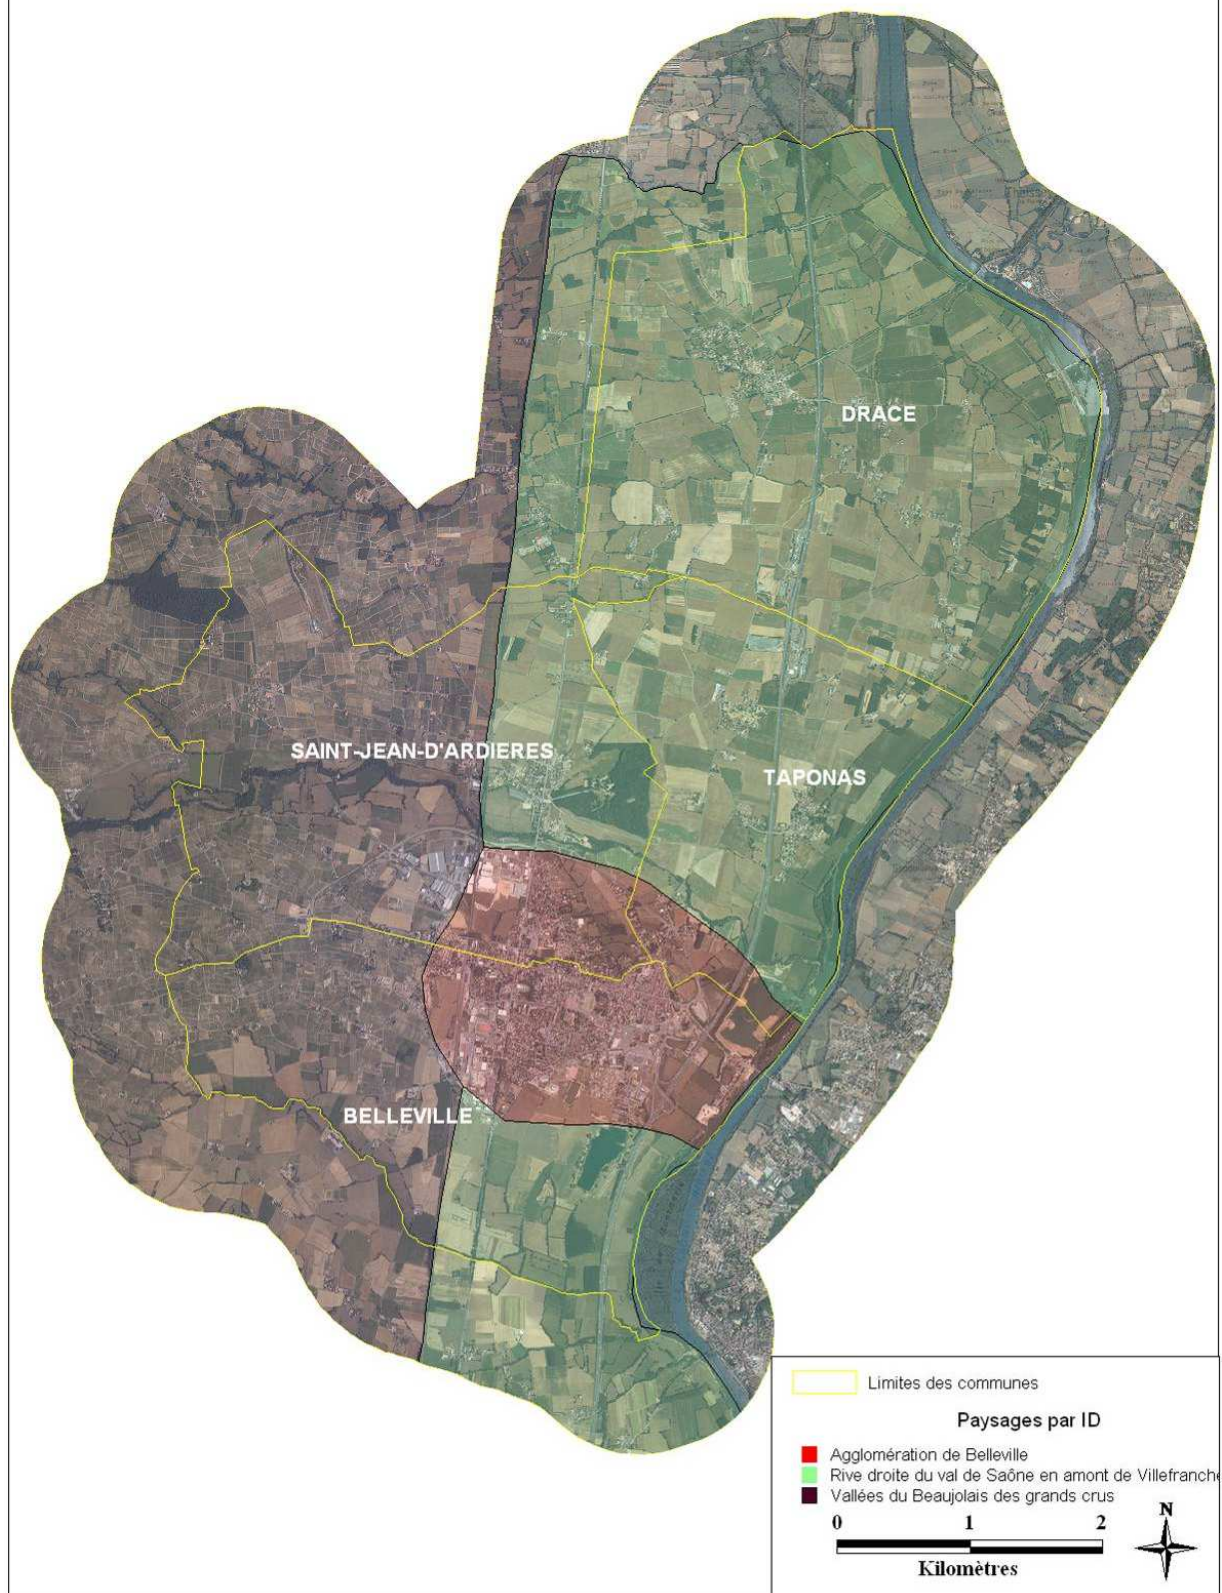 DRACE
SAINT-JEAN-D'ARDIERES
TAPONAS
BELLEVILLE
Limites des communes
Paysages par ID
Agglomération de Belleville
Rive droite du val de Saône en amont de Villefranche
Vallées du Beaujolais des grands crus
0 1 2
Kilomètres
N